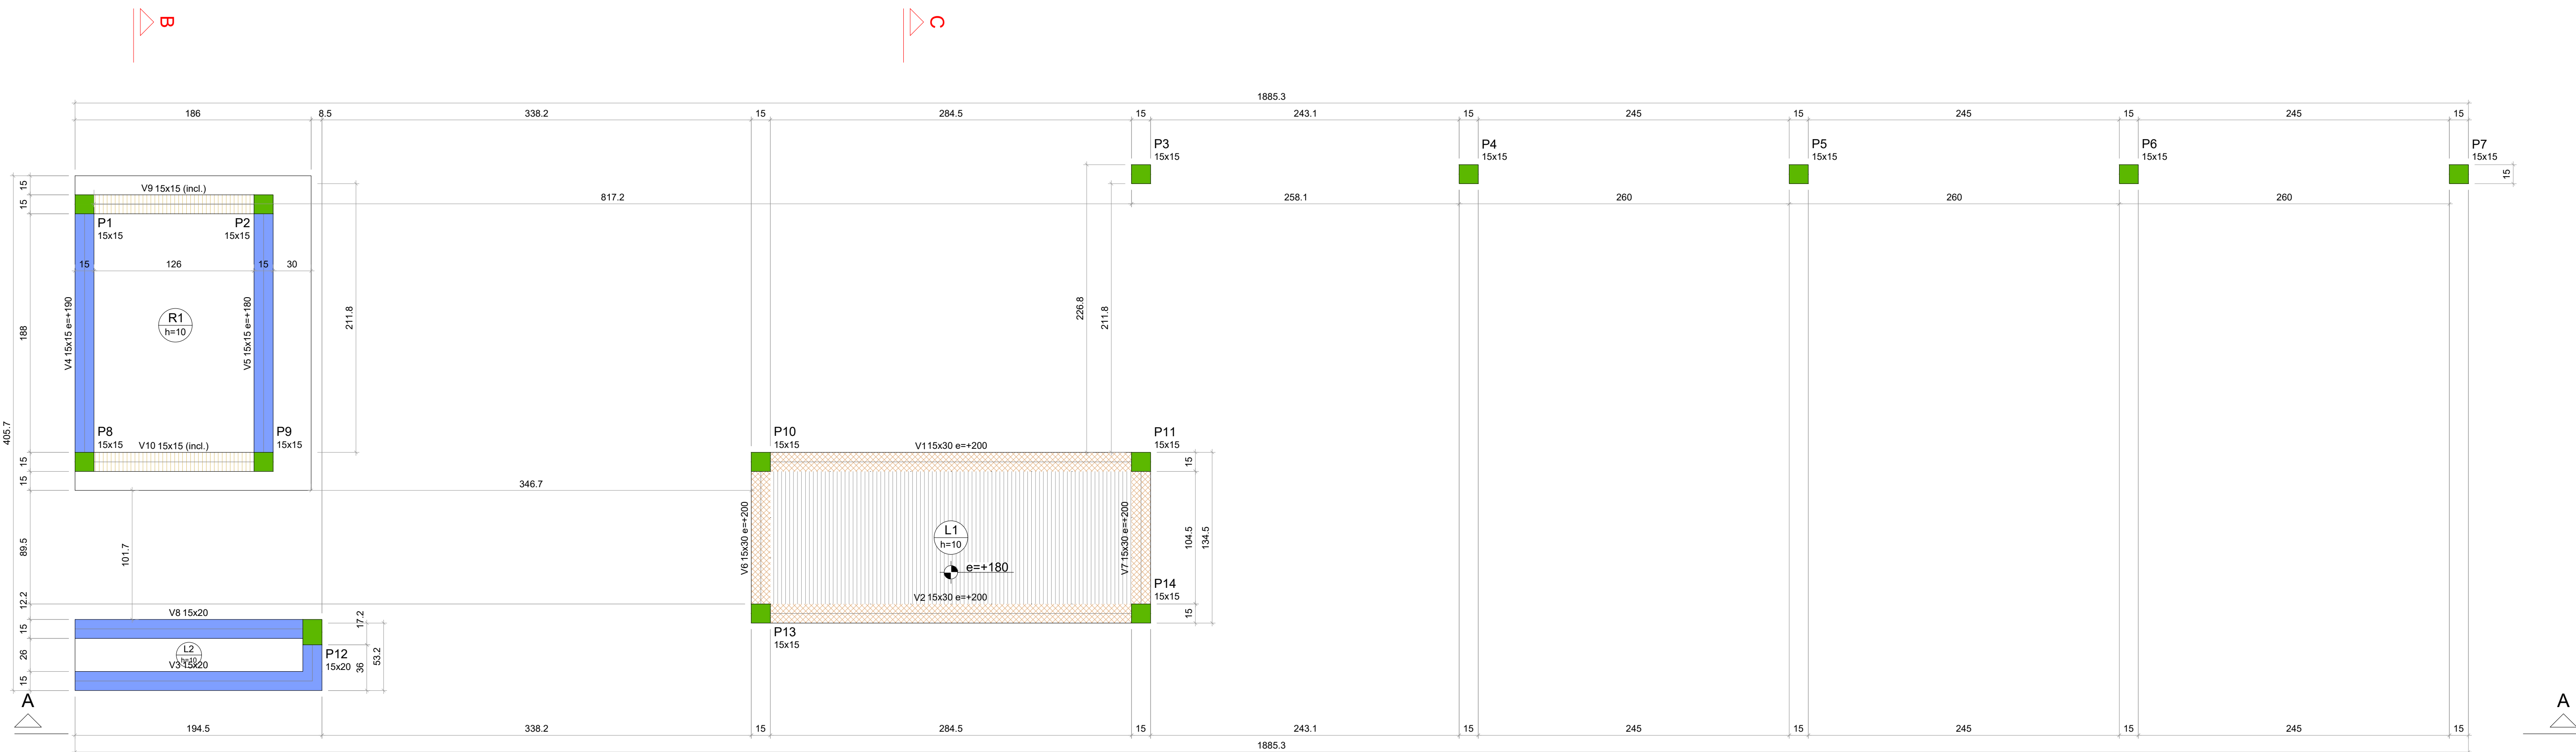 B
C
1885.3
186
8.5
338.2
15
284.5
15
243.1
15
245
15
245
15
245
15
P3
15x15
P4
15x15
P5
15x15
P6
15x15
P7
15x15
15
15
V9 15x15 (incl.)
15
817.2
258.1
260
260
260
P1
15x15
P2
15x15
15
126
15
30
V4 15x15 e=+190
V5 15x15 e=+180
R1
h=10
188
211.8
226.8
211.8
405.7
P8
15x15
V10 15x15 (incl.)
P9
15x15
15
15
P10
15x15
V1 15x30 e=+200
P11
15x15
15
346.7
V6 15x30 e=+200
L1
h=10
e=+180
V7 15x30 e=+200
104.5
134.5
89.5
101.7
P14
15x15
V2 15x30 e=+200
15
12.2
V8 15x20
17.2
15
P13
15x15
L2
h=10
V3 15x20
P12
15x20
26
36
53.2
15
A
A
194.5
338.2
15
284.5
15
243.1
15
245
15
245
15
245
15
1885.3